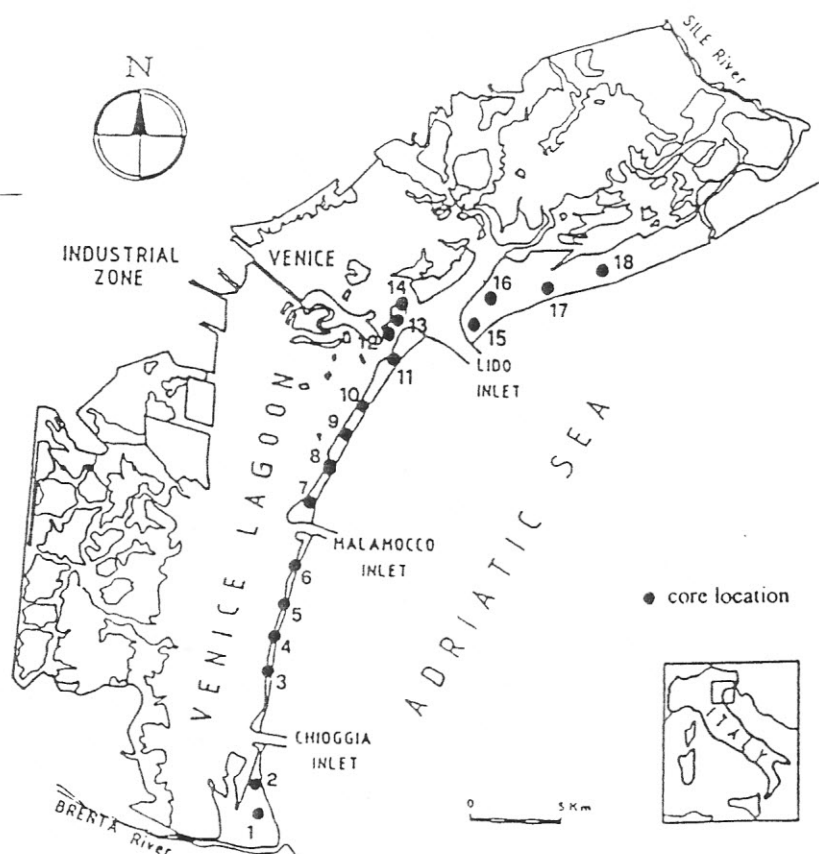 N
SILE River
INDUSTRIAL
ZONE
VENICE
14
16
18
17
13
15
12
11
LIDO
INLET
10
9
8
7
VENICE LAGOON
MALAMOCCO
INLET
ADRIATIC SEA
6
5
4
3
core location
CHIOGGIA
INLET
ITALY
2
1
0
5 Km
BRENTA River